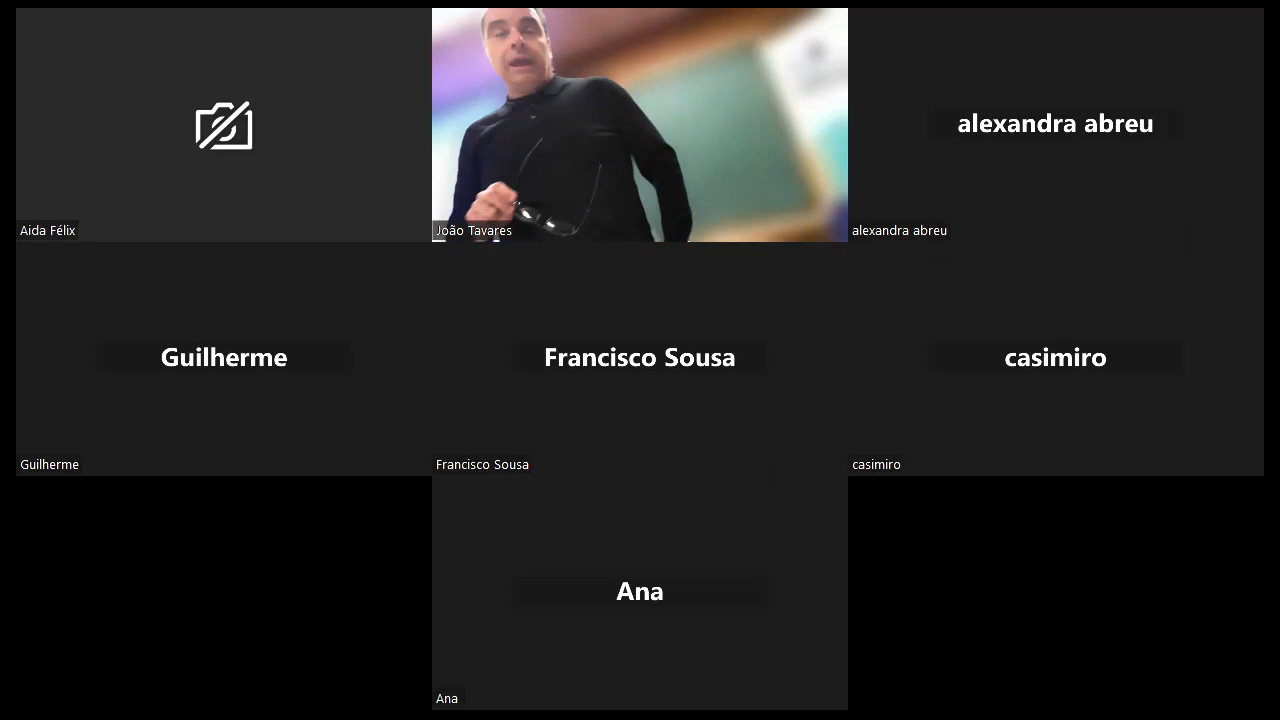 alexandra abreu
Aida Félix
João Tavares
alexandra abreu
Guilherme
Francisco Sousa
casimiro
Guilherme
Francisco Sousa
casimiro
Ana
Ana